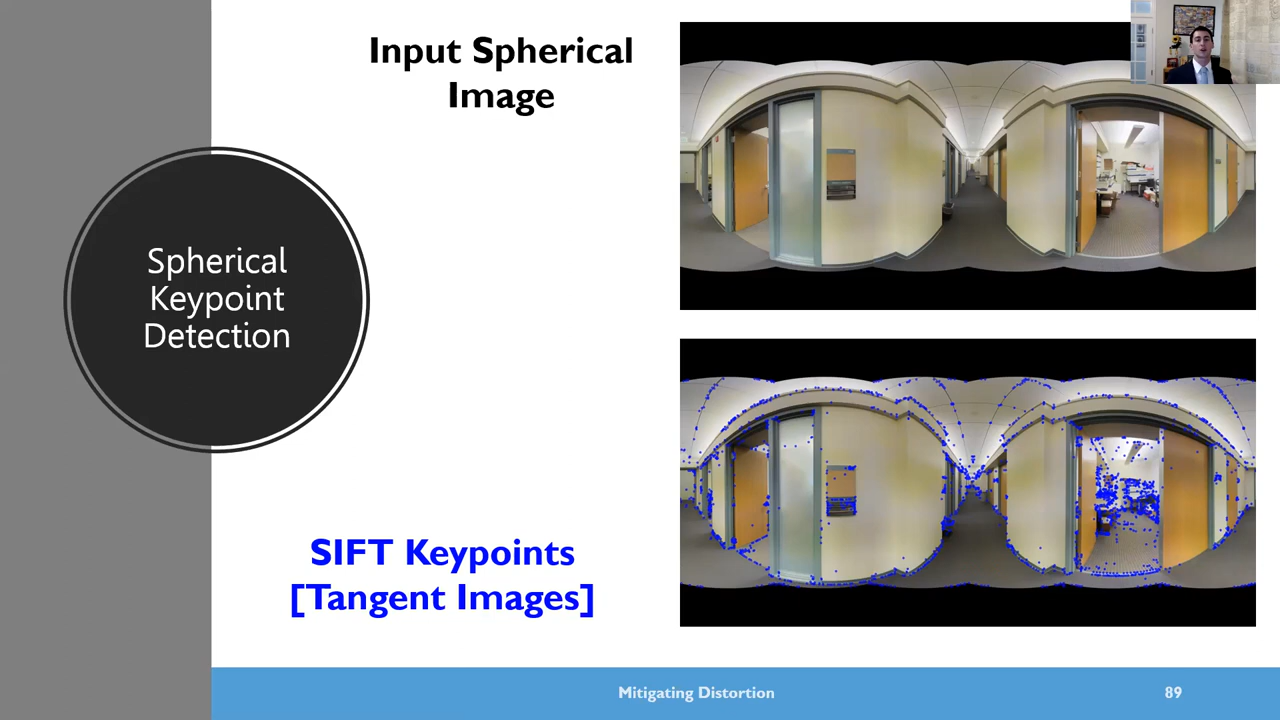 Input Spherical
Image
Spherical
Keypoint
Detection
SIFT Keypoints
[Tangent Images]
Mitigating Distortion
89